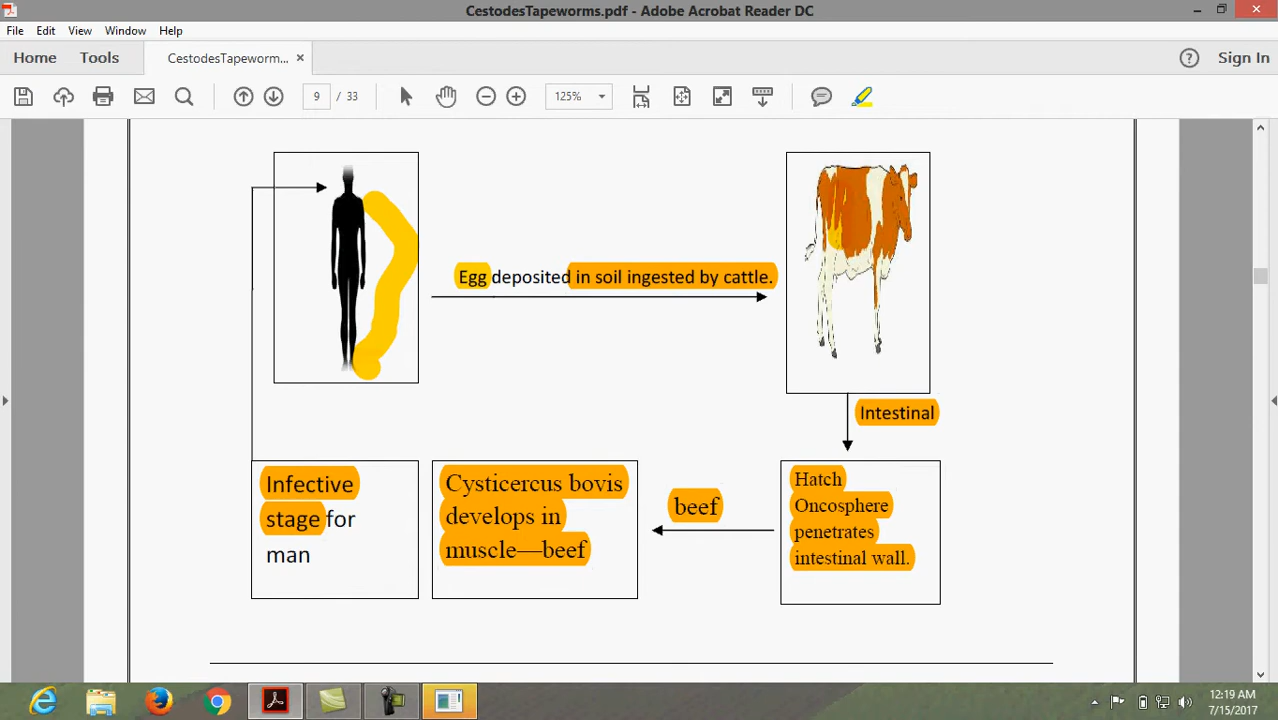 CestodesTapeworms.pdf - Adobe Acrobat Reader DC
File Edit View Window Help
Home Tools CestodesTapeworm... × Sign In
9 / 33 125%
Egg deposited in soil ingested by cattle.
Intestinal
Infective
stage for
man
Cysticercus bovis
develops in
muscle—beef
beef
Hatch
Oncosphere
penetrates
intestinal wall.
12:19 AM
7/15/2017